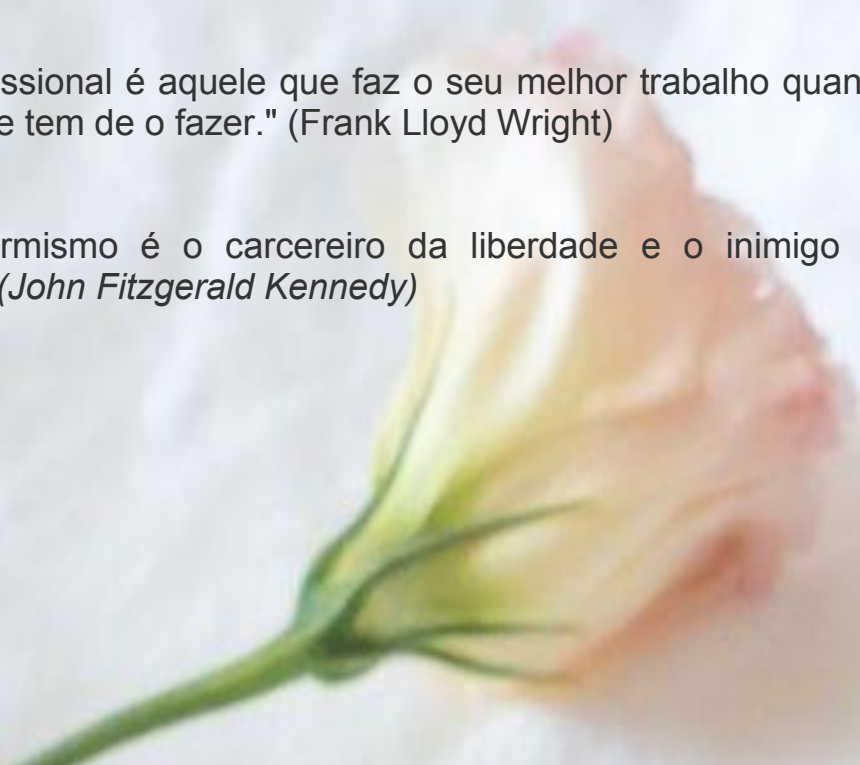 ssional é aquele que faz o seu melhor trabalho quan
e tem de o fazer." (Frank Lloyd Wright)
rmismo é o carcereiro da liberdade e o inimigo
(John Fitzgerald Kennedy)